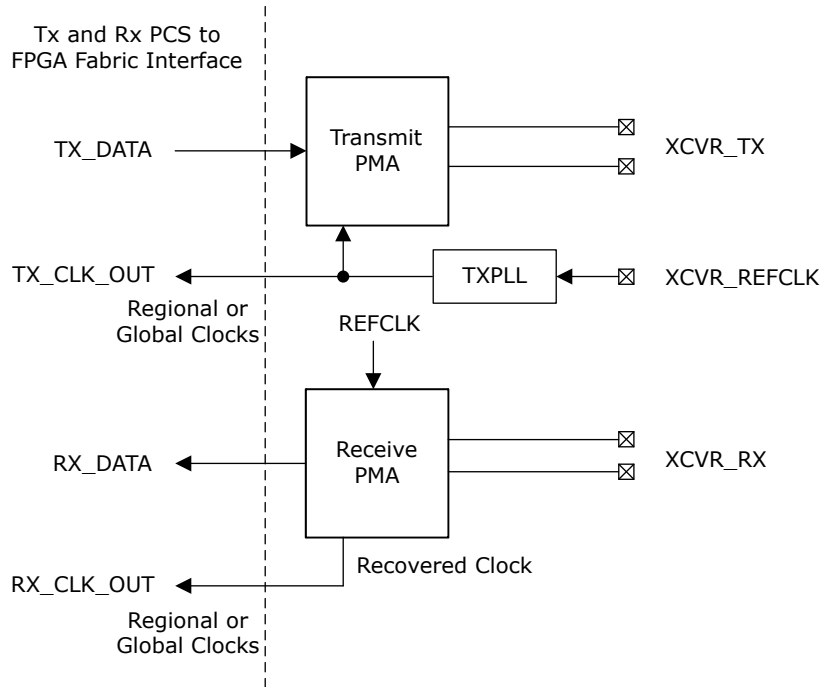 Tx and Rx PCS to
FPGA Fabric Interface
TX_DATA
Transmit
PMA
XCVR_TX
TX_CLK_OUT
TXPLL
XCVR_REFCLK
Regional or
Global Clocks
REFCLK
RX_DATA
Receive
PMA
XCVR_RX
Recovered Clock
RX_CLK_OUT
Regional or
Global Clocks